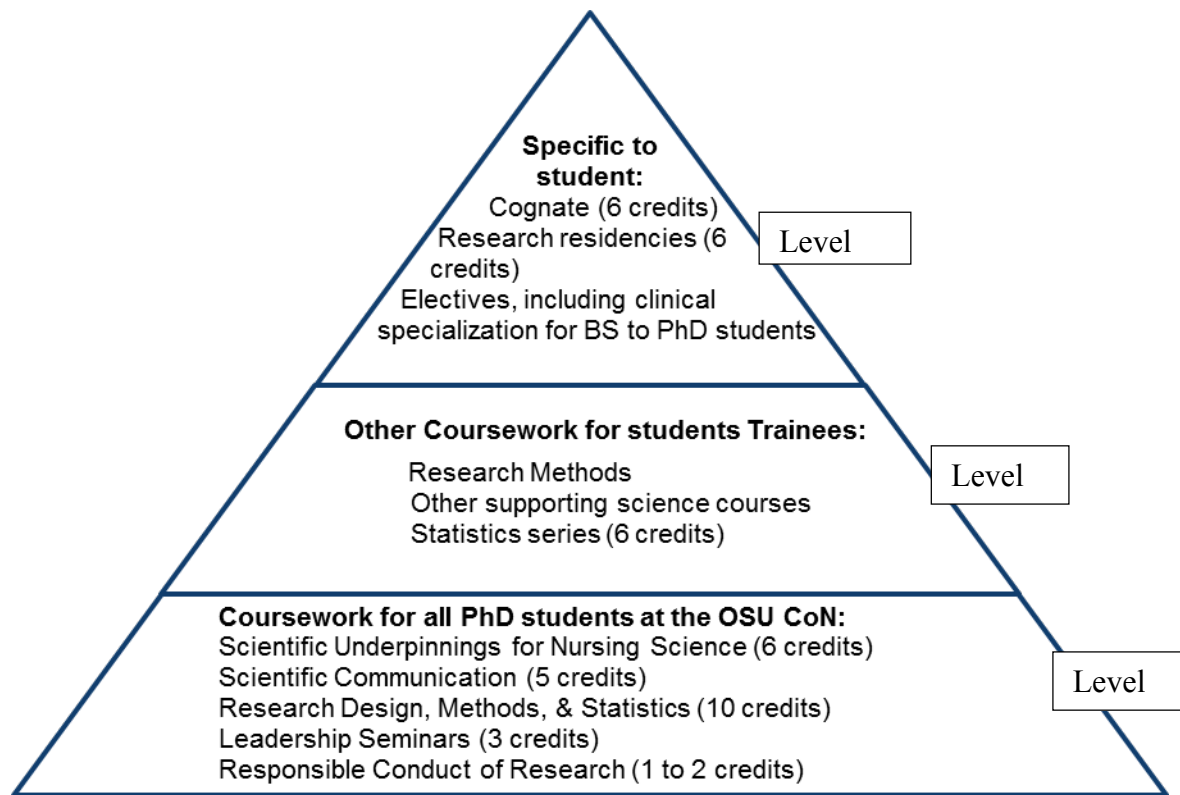 Specific to
student:
Cognate (6 credits)
Research residencies (6
credits)
Electives, including clinical
specialization for BS to PhD students
Level
Other Coursework for students Trainees:
Research Methods
Other supporting science courses
Statistics series (6 credits)
Level
Coursework for all PhD students at the OSU CoN:
Scientific Underpinnings for Nursing Science (6 credits)
Scientific Communication (5 credits)
Research Design, Methods, & Statistics (10 credits)
Leadership Seminars (3 credits)
Responsible Conduct of Research (1 to 2 credits)
Level